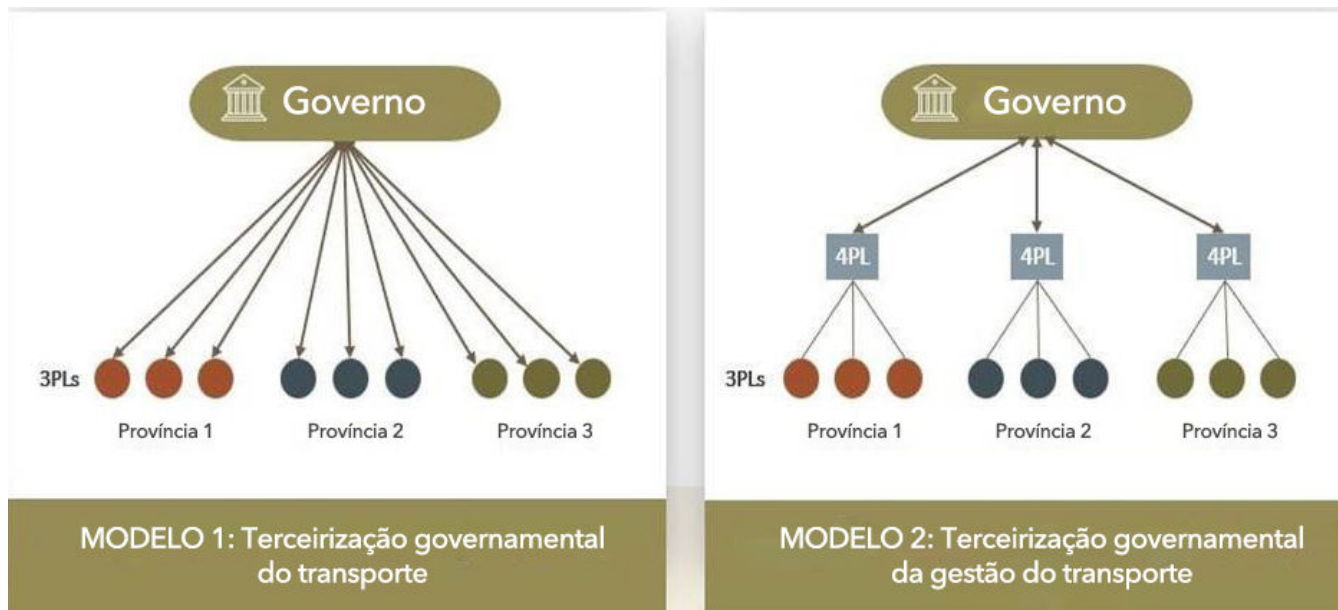 Governo
3PLs
Província 1
Província 2
Província 3
MODELO 1: Terceirização governamental
do transporte
Governo
4PL
4PL
4PL
3PLs
Província 1
Província 2
Província 3
MODELO 2: Terceirização governamental
da gestão do transporte